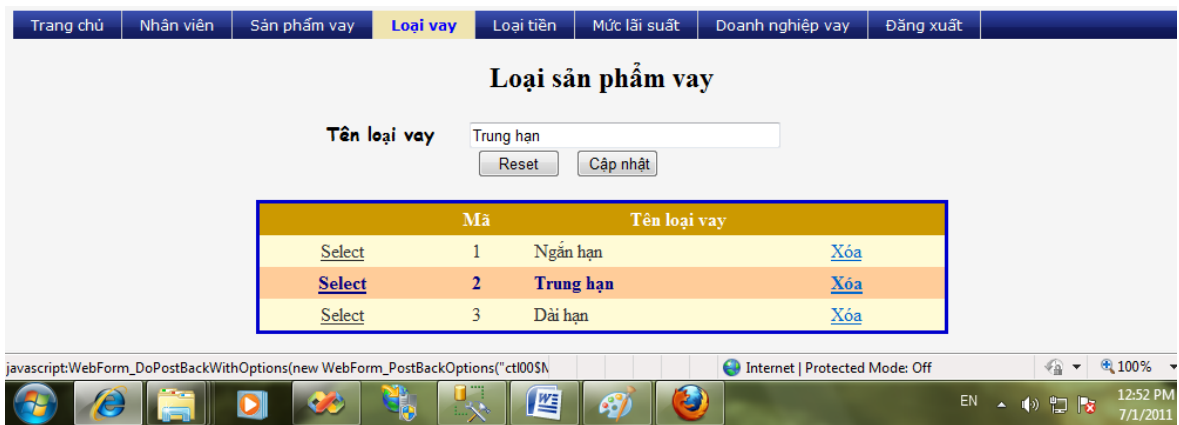 Trang chủ Nhân viên Sản phẩm vay Loại vay Loại tiền Mức lãi suất Doanh nghiệp vay Đăng xuất
Loại sản phẩm vay
Tên loại vay Trung hạn
Reset Cập nhật
Mã Tên loại vay
Select 1 Ngắn hạn Xóa
Select 2 Trung hạn Xóa
Select 3 Dài hạn Xóa
javascript:WebForm_DoPostBackWithOptions(new WebForm_PostBackOptions("ctl00$M Internet | Protected Mode: Off 100%
EN 12:52 PM
7/1/2011